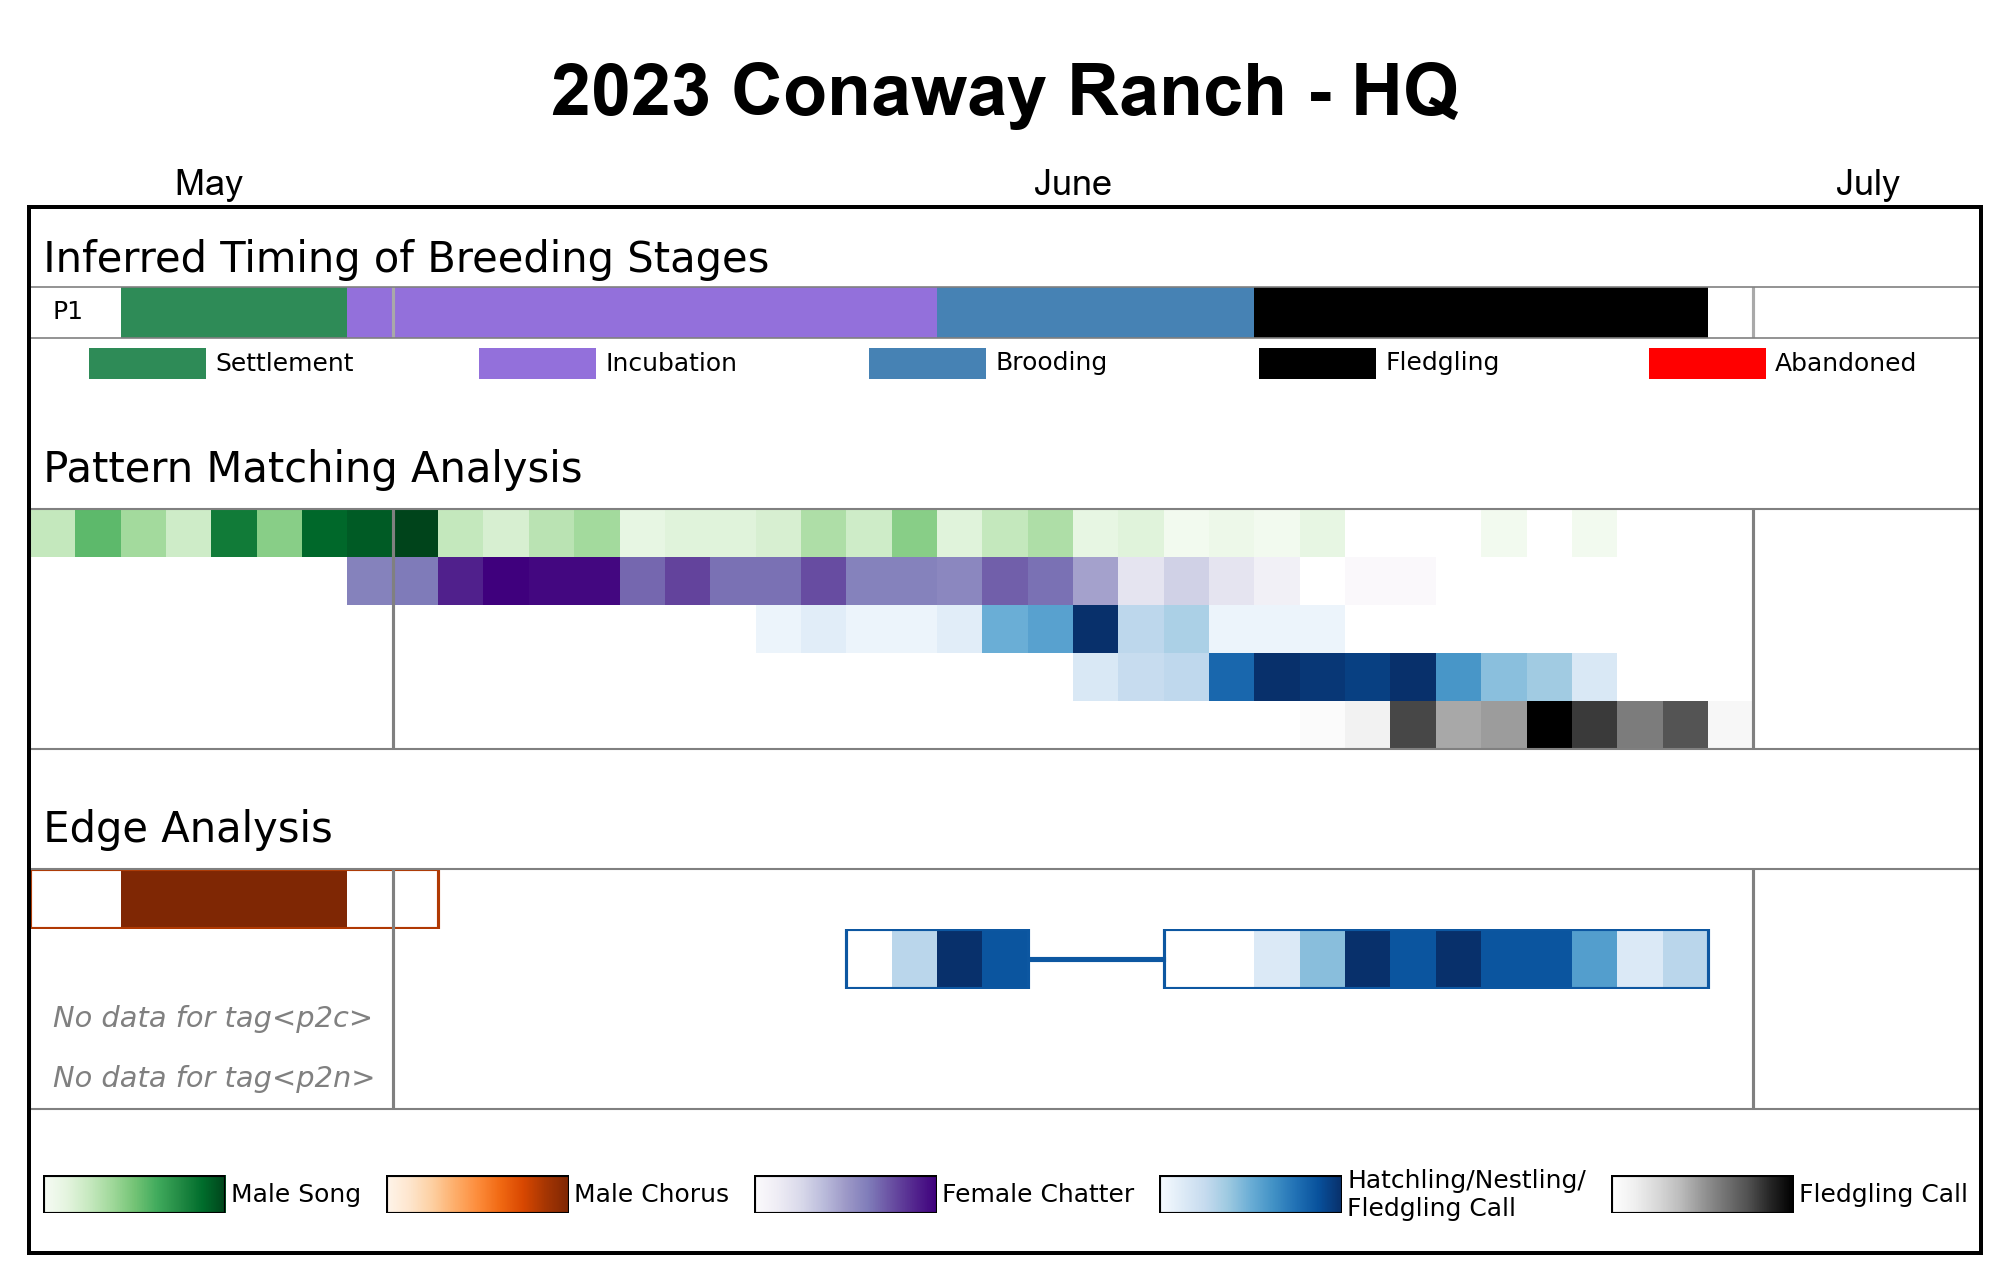 2023 Conaway Ranch - HQ
May June July
Inferred Timing of Breeding Stages
P1
Settlement Incubation Brooding Fledgling Abandoned
Pattern Matching Analysis
Edge Analysis
No data for tag<p2c>
No data for tag<p2n>
Male Song Male Chorus Female Chatter Hatchling/Nestling/
Fledgling Call Fledgling Call